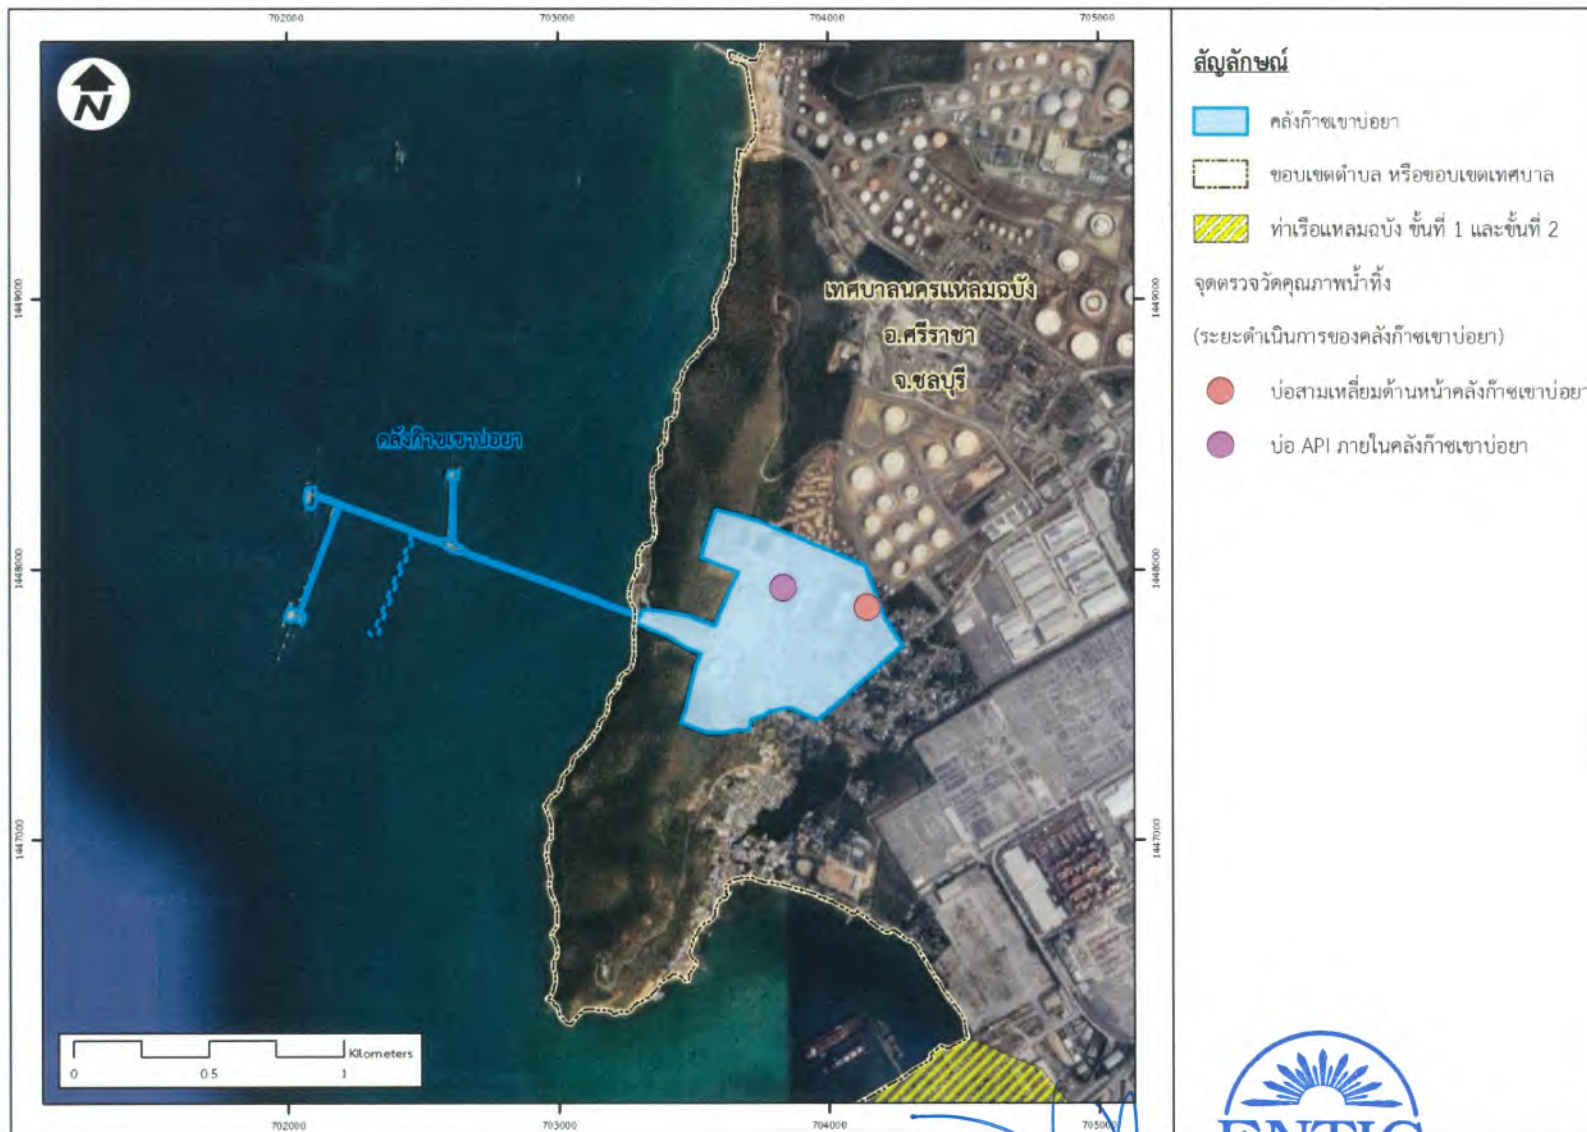 702000 703000 704000 705000
N
1449000
1448000
1447000
1449000
1448000
1447000
เทศบาลนครแหลมฉบัง
อ.ศรีราชา
จ.ชลบุรี
คลังก๊าซเขาบ่อยา
Kilometers
0 0.5 1
702000 703000 704000 705000
สัญลักษณ์
คลังก๊าซเขาบ่อยา
ขอบเขตตำบล หรือขอบเขตเทศบาล
ท่าเรือแหลมฉบัง ขั้นที่ 1 และขั้นที่ 2
จุดตรวจวัดคุณภาพน้ำทิ้ง
(ระยะดำเนินการของคลังก๊าซเขาบ่อยา)
บ่อสามเหลี่ยมด้านหน้าคลังก๊าซเขาบ่อยา
บ่อ API ภายในคลังก๊าซเขาบ่อยา
ENTIC